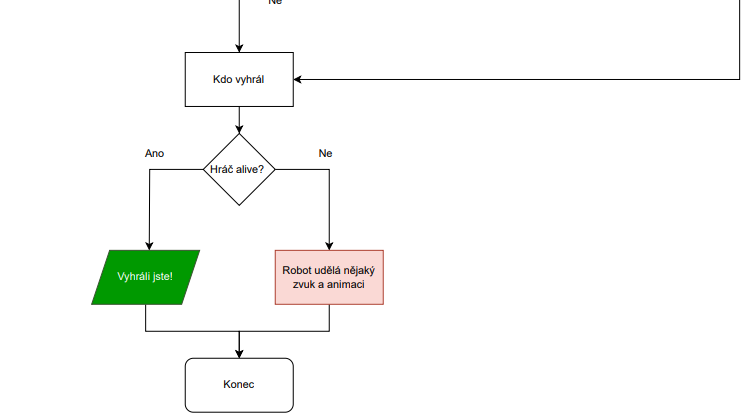 Ne
Kdo vyhrál
Hráč alive?
Ano
Ne
Vyhráli jste!
Robot udělá nějaký
zvuk a animaci
Konec